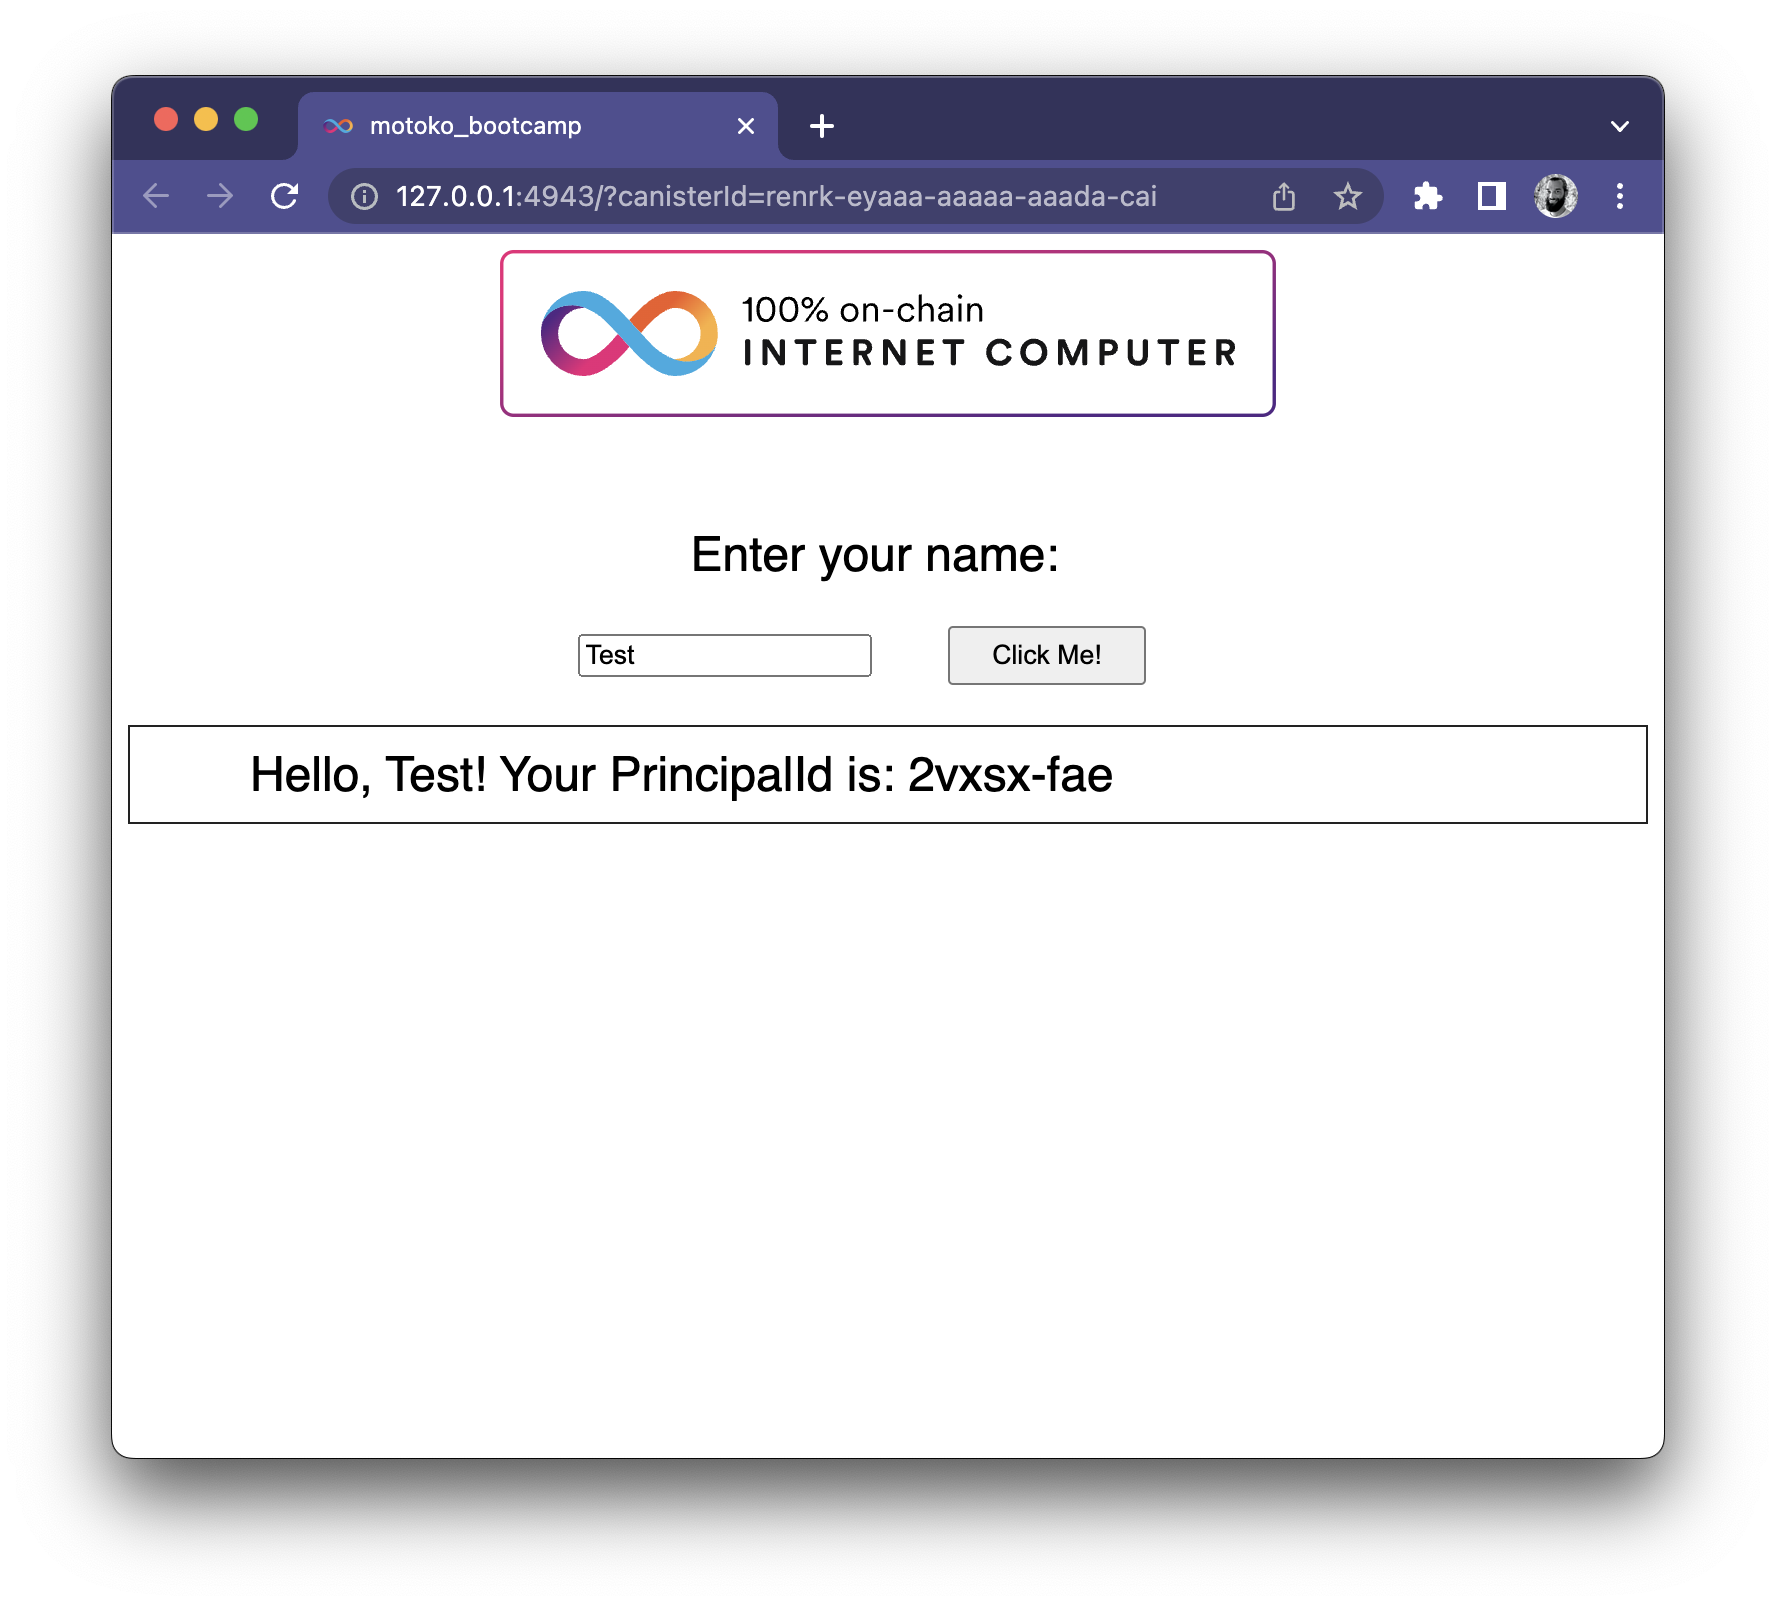 motoko_bootcamp
127.0.0.1:4943/?canisterId=renrk-eyaaa-aaaaa-aaada-cai
100% on-chain
INTERNET COMPUTER
Enter your name:
Test
Click Me!
Hello, Test! Your PrincipalId is: 2vxsx-fae